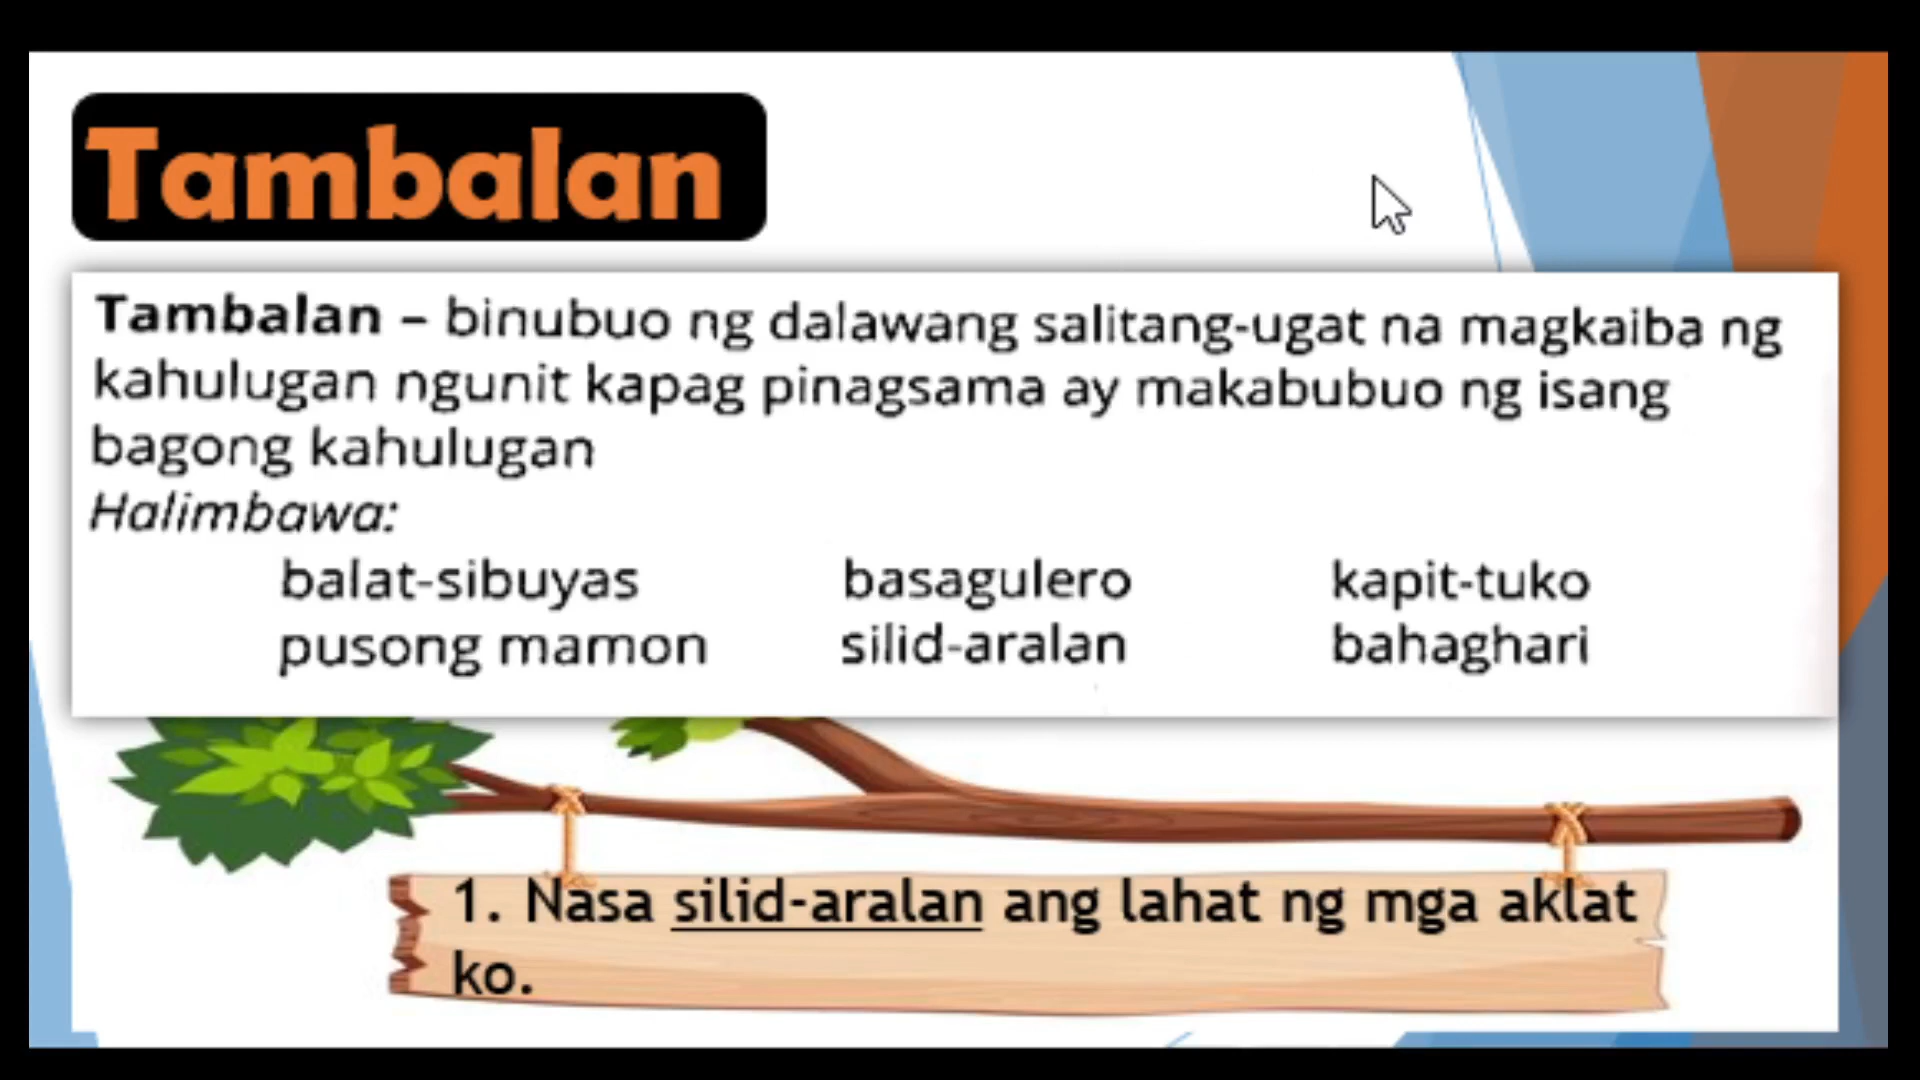 Tambalan
Tambalan – binubuo ng dalawang salitang-ugat na magkaiba ng
kahulugan ngunit kapag pinagsama ay makabubuo ng isang
bagong kahulugan
Halimbawa:
balat-sibuyas basagulero kapit-tuko
pusong mamon silid-aralan bahaghari
1. Nasa silid-aralan ang lahat ng mga aklat
ko.